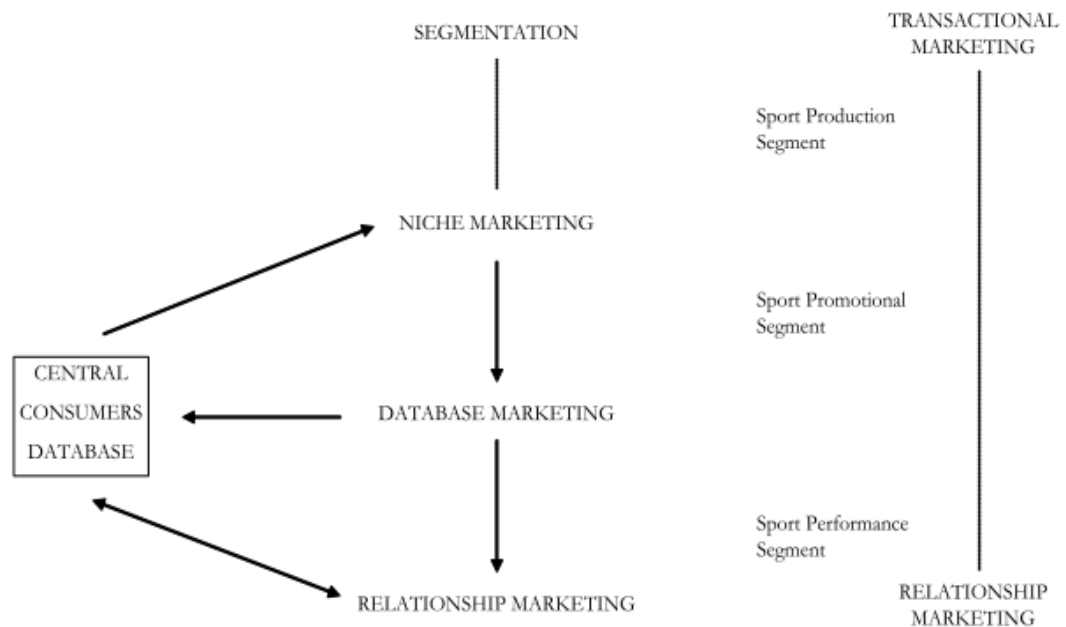 SEGMENTATION
TRANSACTIONAL
MARKETING
Sport Production
Segment
NICHE MARKETING
Sport Promotional
Segment
CENTRAL
CONSUMERS
DATABASE
DATABASE MARKETING
Sport Performance
Segment
RELATIONSHIP MARKETING
RELATIONSHIP
MARKETING